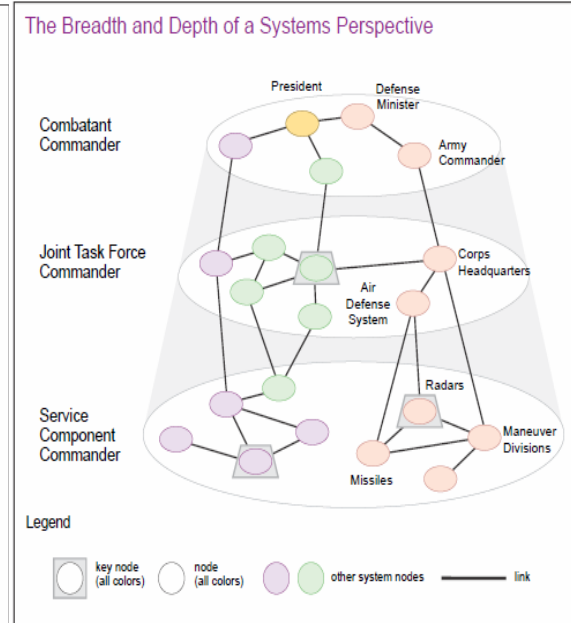 The Breadth and Depth of a Systems Perspective
President
Defense
Minister
Combatant
Commander
Army
Commander
Joint Task Force
Commander
Corps
Headquarters
Air
Defense
System
Radars
Service
Component
Commander
Maneuver
Divisions
Missiles
Legend
key node
(all colors)
node
(all colors)
other system nodes
link